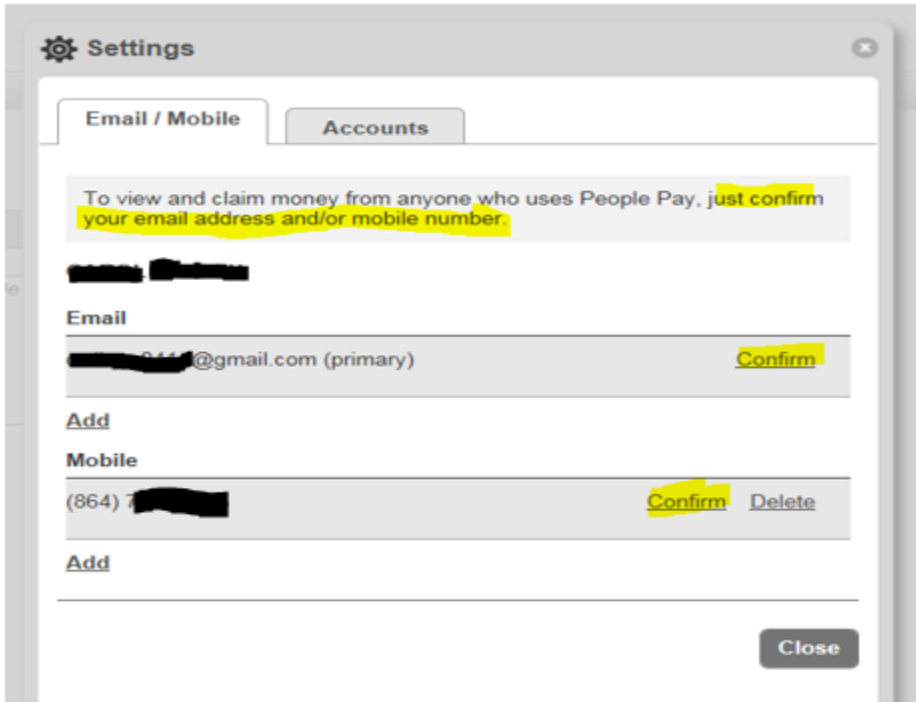 Settings
Email / Mobile
Accounts
To view and claim money from anyone who uses People Pay, just confirm
your email address and/or mobile number.
Email
@gmail.com (primary)
Confirm
Add
Mobile
(864) 7
Confirm Delete
Add
Close